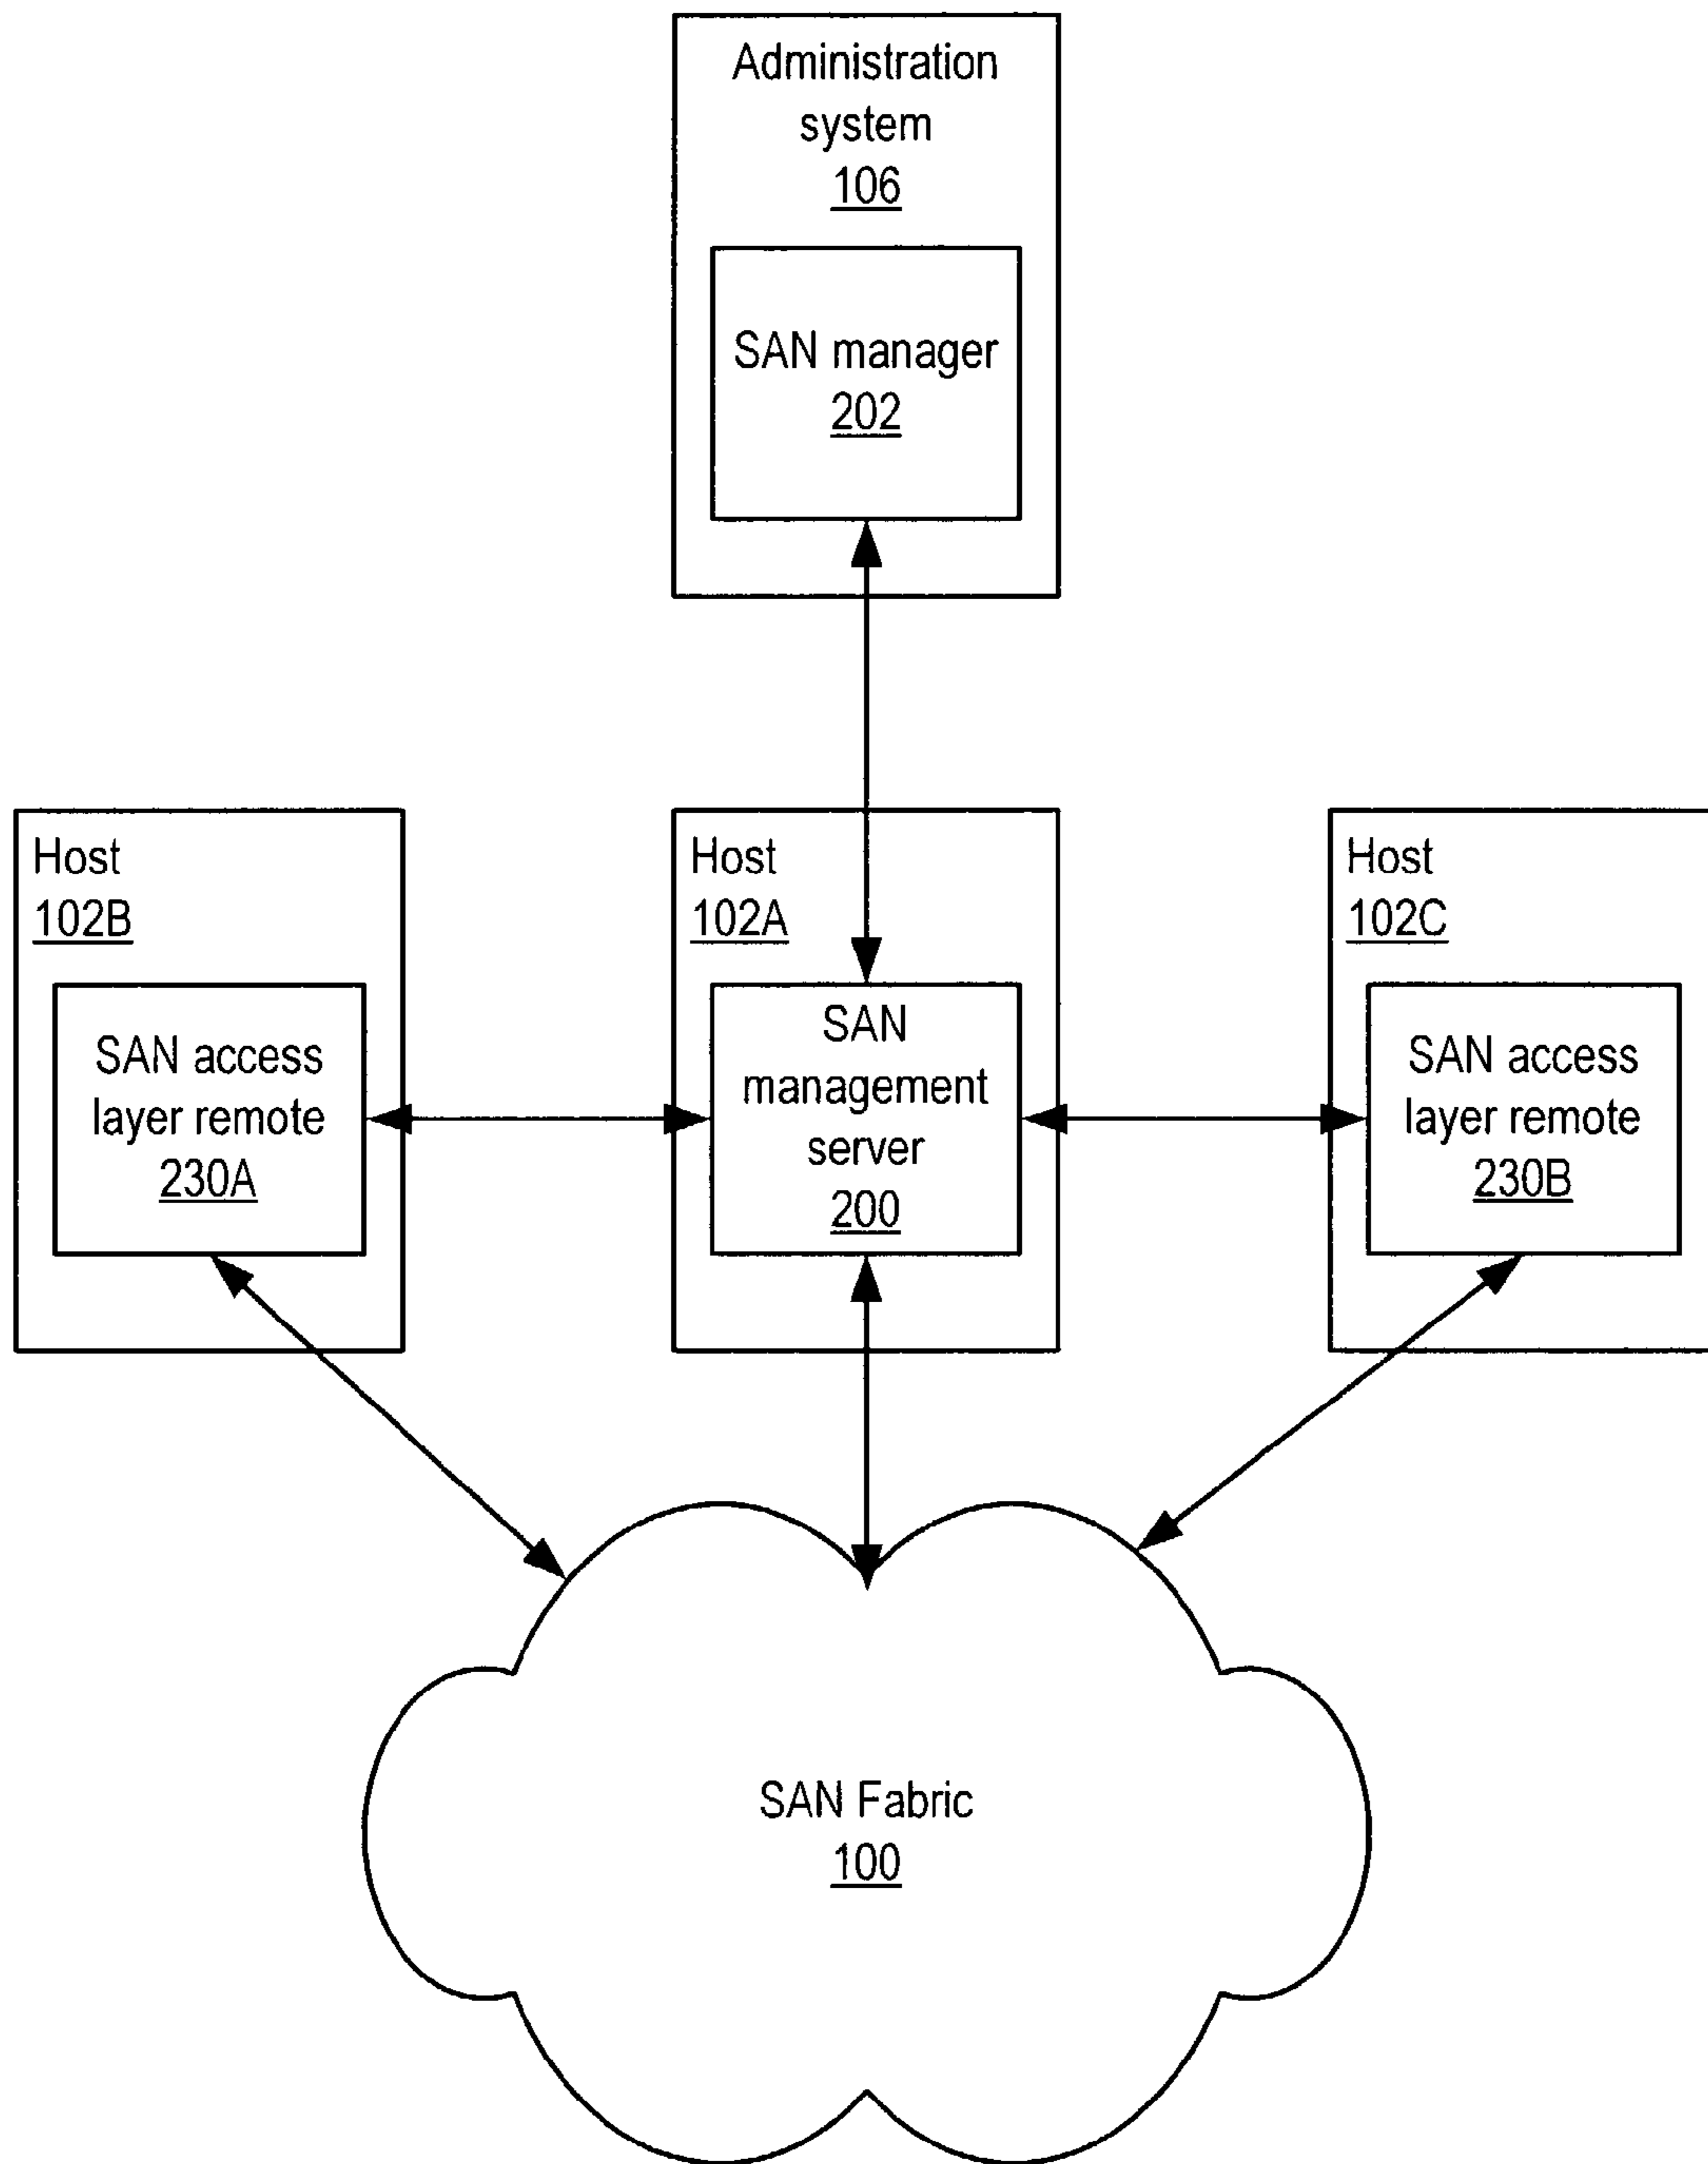 Administration
system
106
SAN manager
202
Host
102B
SAN access
layer remote
230A
Host
102A
SAN
management
server
200
Host
102C
SAN access
layer remote
230B
SAN Fabric
100